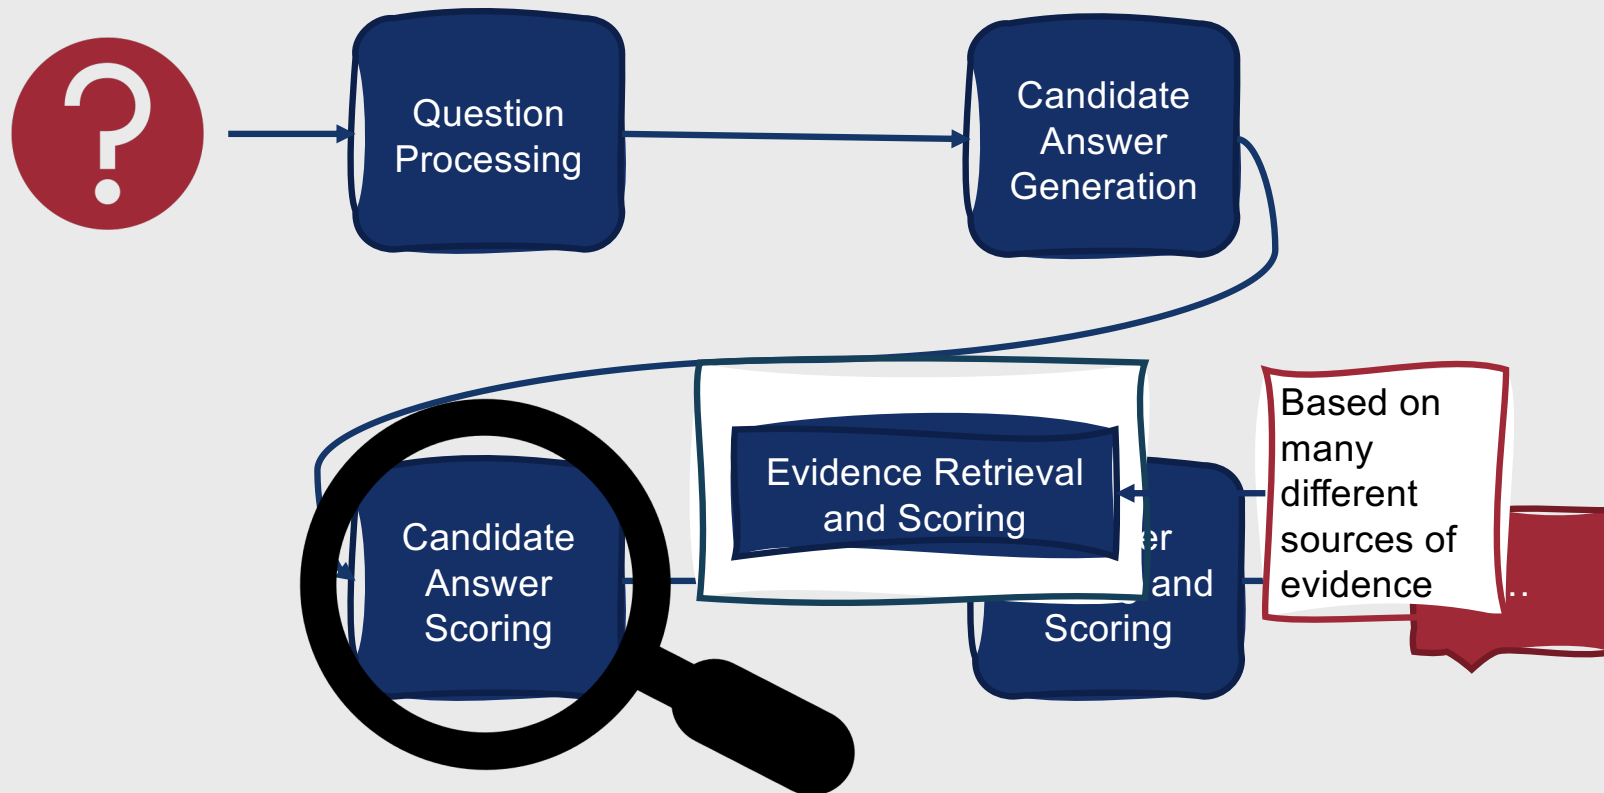 ?
Question
Processing
Candidate
Answer
Generation
Candidate
Answer
Scoring
Evidence Retrieval
and Scoring
er
and
Scoring
Based on
many
different
sources of
evidence
..